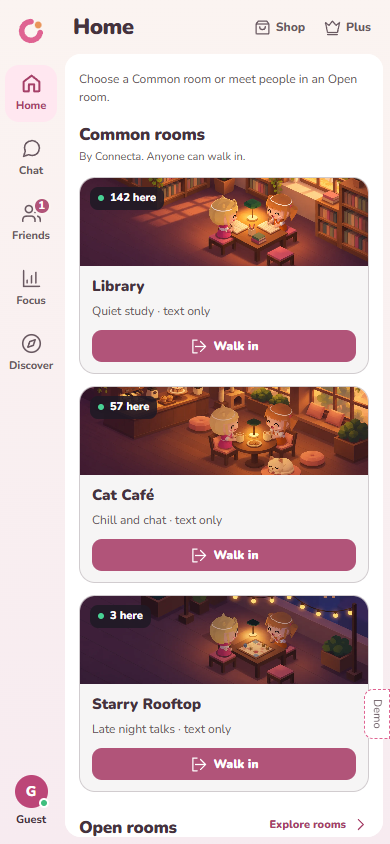 Home
Shop
Plus
Home
Chat
1
Friends
Focus
Discover
G
Guest
Choose a Common room or meet people in an Open
room.
Common rooms
By Connecta. Anyone can walk in.
142 here
Library
Quiet study · text only
Walk in
57 here
Cat Café
Chill and chat · text only
Walk in
3 here
Starry Rooftop
Late night talks · text only
Walk in
Demo
Open rooms
Explore rooms